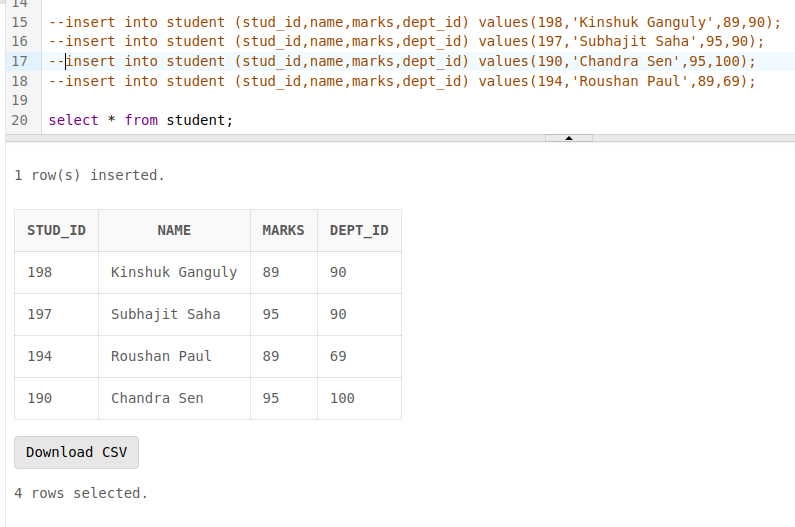 14
15 --insert into student (stud_id,name,marks,dept_id) values(198,'Kinshuk Ganguly',89,90);
16 --insert into student (stud_id,name,marks,dept_id) values(197,'Subhajit Saha',95,90);
17 --insert into student (stud_id,name,marks,dept_id) values(190,'Chandra Sen',95,100);
18 --insert into student (stud_id,name,marks,dept_id) values(194,'Roushan Paul',89,69);
19
20 select * from student;
1 row(s) inserted.
STUD_ID NAME MARKS DEPT_ID
198 Kinshuk Ganguly 89 90
197 Subhajit Saha 95 90
194 Roushan Paul 89 69
190 Chandra Sen 95 100
Download CSV
4 rows selected.